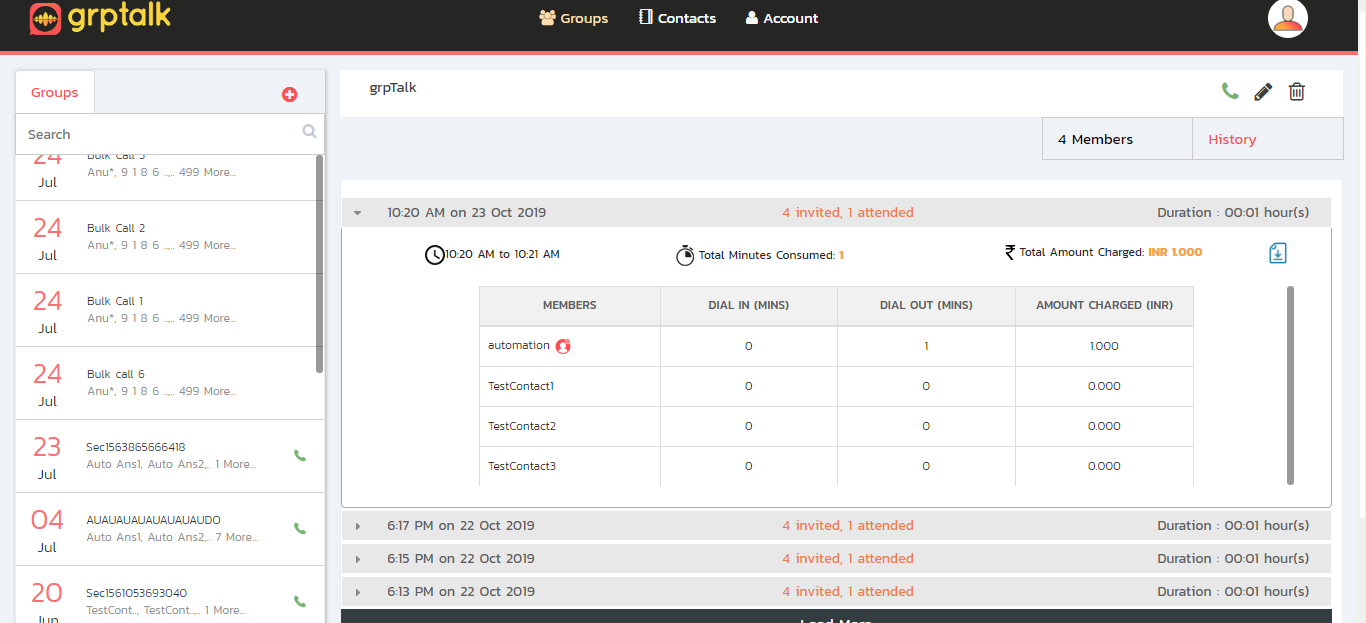 grptalk
Groups Contacts Account
Groups
Search
24
Jul
Bulk Call 3
Anu*, 9 1 8 6 ..,.. 499 More...
24
Jul
Bulk Call 2
Anu*, 9 1 8 6 ..,.. 499 More...
24
Jul
Bulk Call 1
Anu*, 9 1 8 6 ..,.. 499 More...
24
Jul
Bulk call 6
Anu*, 9 1 8 6 ..,.. 499 More...
23
Jul
Sec1563865666418
Auto Ans1, Auto Ans2,.. 1 More...
04
Jul
AUAUAUAUAUAUAUAUDO
Auto Ans1, Auto Ans2,.. 7 More...
20
Jun
Sec1561053693040
TestCont.., TestCont..,.. 1 More...
grpTalk
4 Members History
10:20 AM on 23 Oct 2019 4 invited, 1 attended Duration : 00:01 hour(s)
10:20 AM to 10:21 AM Total Minutes Consumed: 1 ₹ Total Amount Charged: INR 1.000
MEMBERS DIAL IN (MINS) DIAL OUT (MINS) AMOUNT CHARGED (INR)
automation 0 1 1.000
TestContact1 0 0 0.000
TestContact2 0 0 0.000
TestContact3 0 0 0.000
6:17 PM on 22 Oct 2019 4 invited, 1 attended Duration : 00:01 hour(s)
6:15 PM on 22 Oct 2019 4 invited, 1 attended Duration : 00:01 hour(s)
6:13 PM on 22 Oct 2019 4 invited, 1 attended Duration : 00:01 hour(s)
Load More